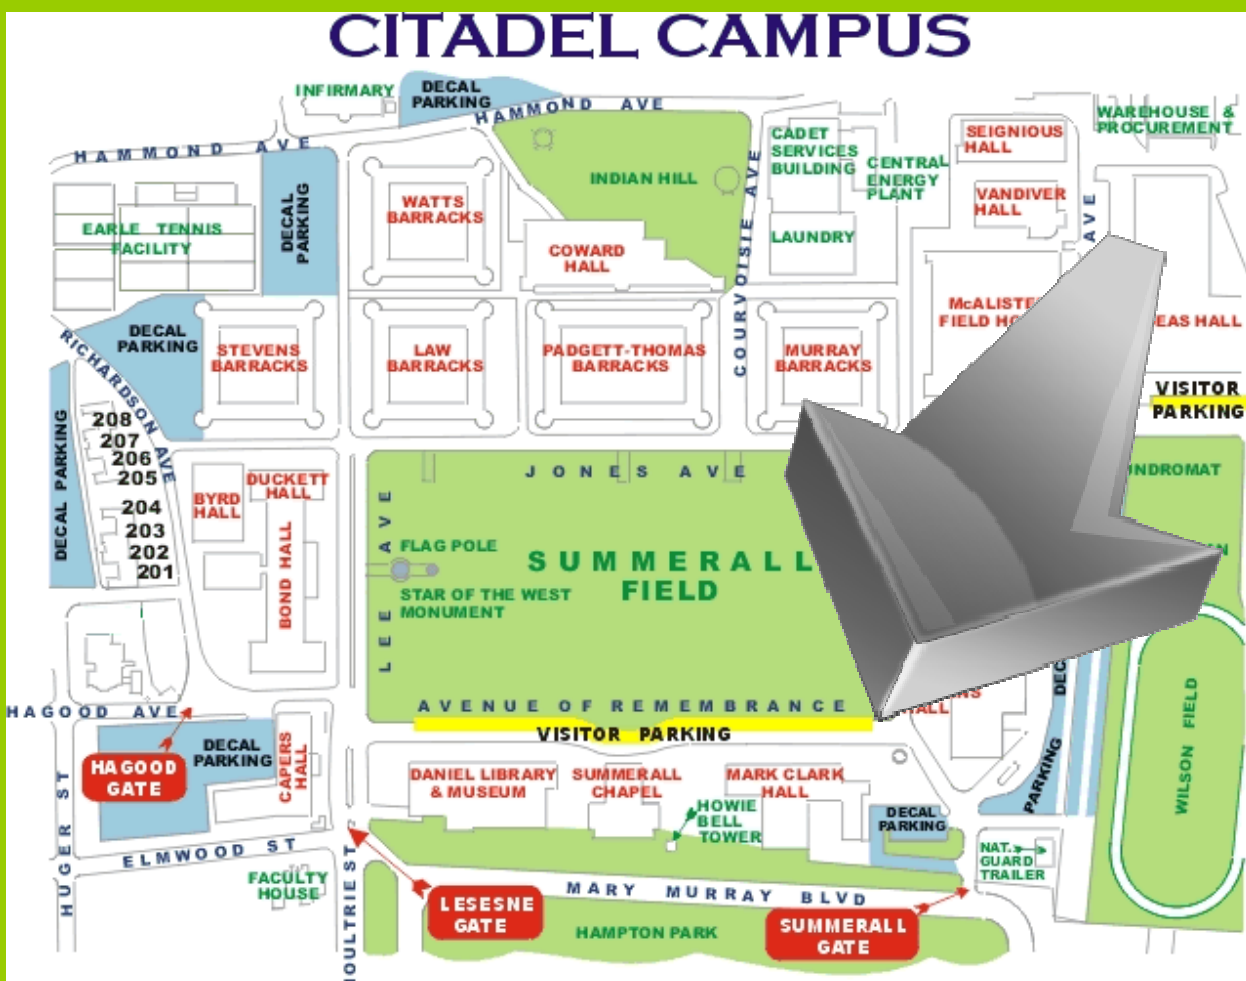 CITADEL CAMPUS
INFIRMARY
DECAL
PARKING
HAMMOND AVE
HAMMOND AVE
WAREHOUSE &
PROCUREMENT
SEIGNIOUS
HALL
CADET
SERVICES
BUILDING
CENTRAL
ENERGY
PLANT
INDIAN HILL
VANDIVER
HALL
AVE
WATTS
BARRACKS
DECAL
PARKING
EARLE TENNIS
FACILITY
COURVOISIE AVE
LAUNDRY
COWARD
HALL
FIELD
EAS HALL
DECAL
PARKING
RICHARDSON AVE
STEVENS
BARRACKS
LAW
BARRACKS
PADGETT-THOMAS
BARRACKS
MURRAY
BARRACKS
VISITOR
PARKING
DECAL PARKING
208
207
206
205
204
203
202
201
BYRD
HALL
DUCKETT
HALL
BOND HALL
JONES AVE
NDROMAT
LEE AVE
FLAG POLE
STAR OF THE WEST
MONUMENT
SUMMERALL
FIELD
HAGOOD AVE
AVENUE OF REMEMBRANCE
VISITOR PARKING
HALL
PARKING
WILSON FIELD
HAGOOD
GATE
DECAL
PARKING
CAPERS
HALL
HUGER ST
ELMWOOD ST
DANIEL LIBRARY
& MUSEUM
SUMMERALL
CHAPEL
MARK CLARK
HALL
HOWIE
BELL
TOWER
DECAL
PARKING
NAT.
GUARD
TRAILER
FACULTY
HOUSE
OULTRIE ST
LESESNE
GATE
MARY MURRAY BLVD
SUMMERALL
GATE
HAMPTON PARK